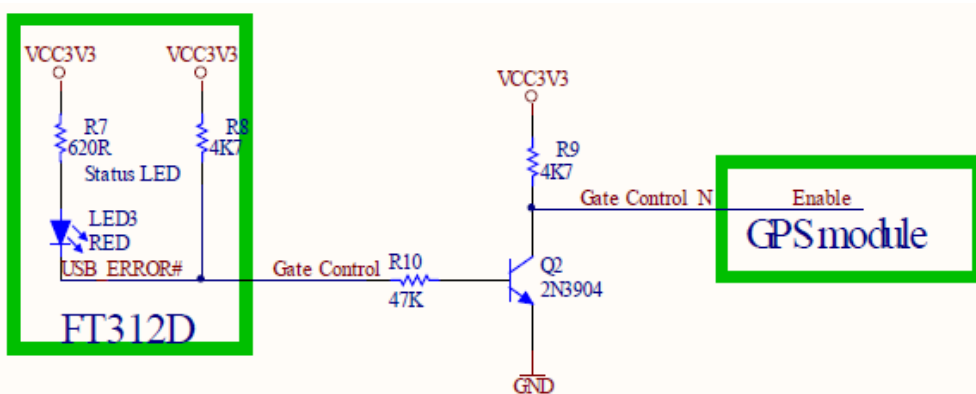 VCC3V3
VCC3V3
R7
620R
R8
4K7
Status LED
LED3
RED
USB_ERROR#
FT312D
Gate Control
R10
47K
VCC3V3
R9
4K7
Gate Control_N
Q2
2N3904
GND
Enable
GPS module